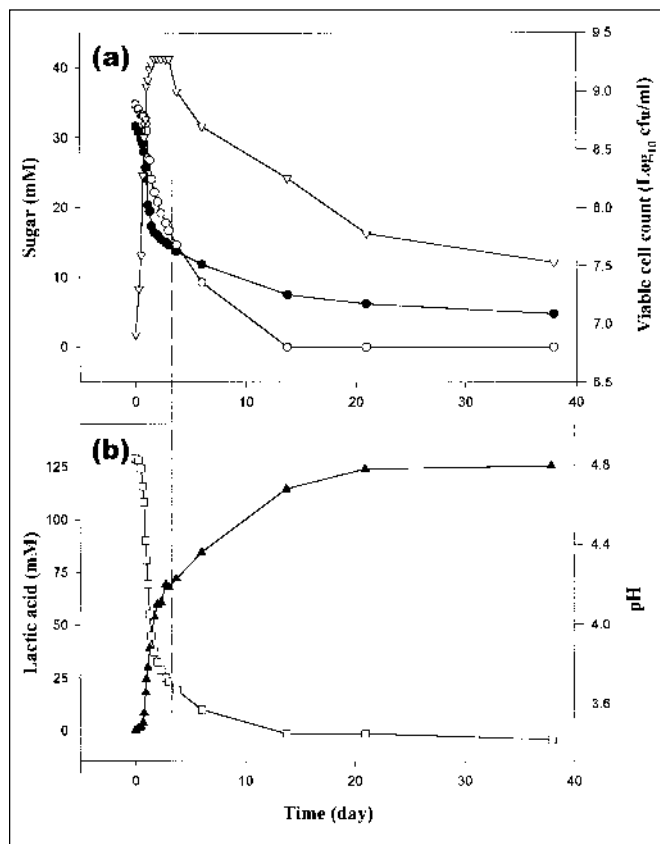 (a)
40
30
20
10
0
Sugar (mM)
9.5
9.0
8.5
8.0
7.5
7.0
6.5
Viable cell count (Log10 cfu/ml)
0 10 20 30 40
(b)
125
100
75
50
25
0
Lactic acid (mM)
4.8
4.4
4.0
3.6
pH
0 10 20 30 40
Time (day)